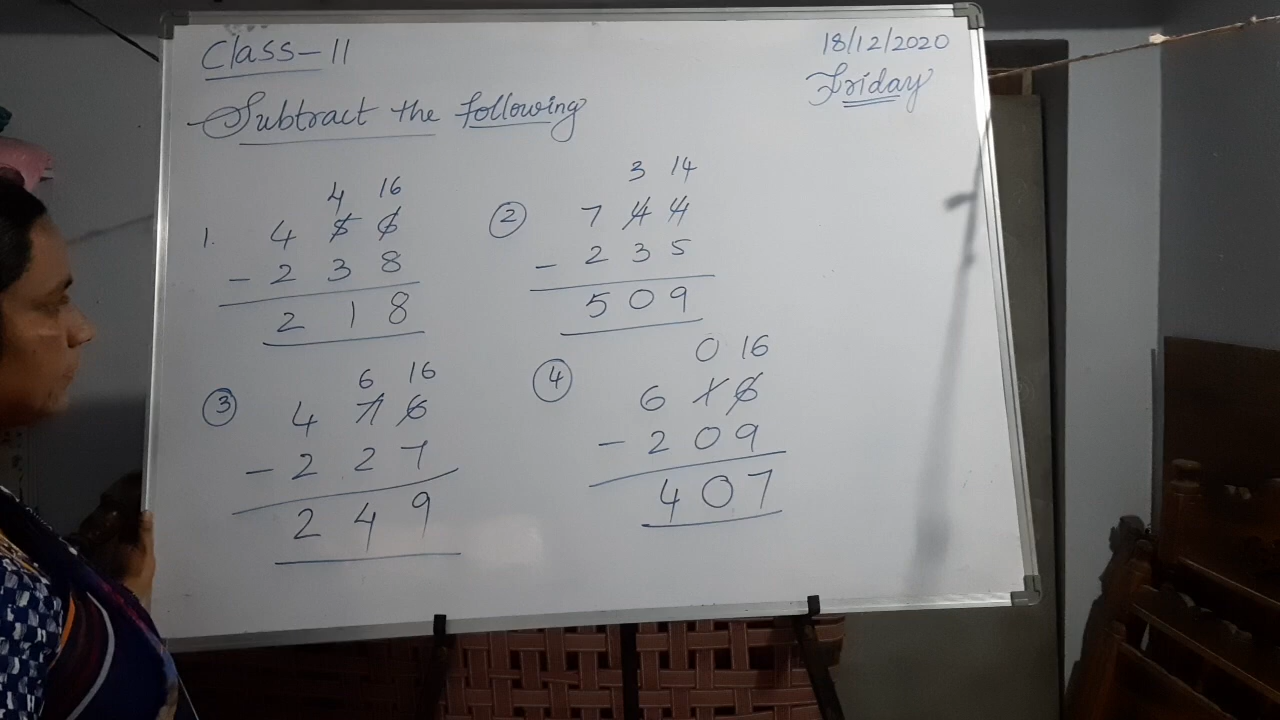 Class-II
18/12/2020
Friday
Subtract the following
4 16
1. 4 5 6
- 2 3 8
2 1 8
3 14
② 7 4 4
- 2 3 5
5 0 9
6 16
③ 4 7 6
- 2 2 7
2 4 9
0 16
④ 6 1 6
- 2 0 9
4 0 7